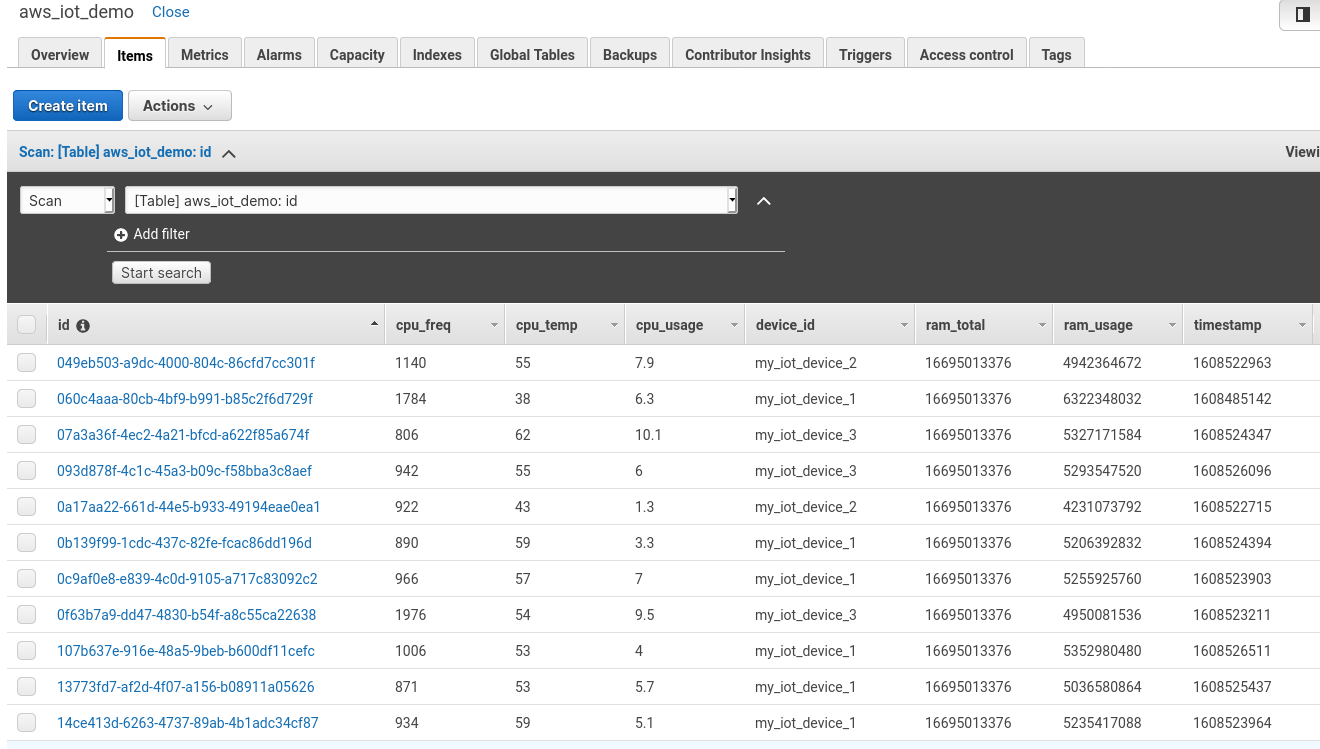 aws_iot_demo Close
Overview Items Metrics Alarms Capacity Indexes Global Tables Backups Contributor Insights Triggers Access control Tags
Create item Actions
Scan: [Table] aws_iot_demo: id Viewi
Scan [Table] aws_iot_demo: id
Add filter
Start search
id cpu_freq cpu_temp cpu_usage device_id ram_total ram_usage timestamp
049eb503-a9dc-4000-804c-86cfd7cc301f 1140 55 7.9 my_iot_device_2 16695013376 4942364672 1608522963
060c4aaa-80cb-4bf9-b991-b85c2f6d729f 1784 38 6.3 my_iot_device_1 16695013376 6322348032 1608485142
07a3a36f-4ec2-4a21-bfcd-a622f85a674f 806 62 10.1 my_iot_device_3 16695013376 5327171584 1608524347
093d878f-4c1c-45a3-b09c-f58bba3c8aef 942 55 6 my_iot_device_3 16695013376 5293547520 1608526096
0a17aa22-661d-44e5-b933-49194eae0ea1 922 43 1.3 my_iot_device_2 16695013376 4231073792 1608522715
0b139f99-1cdc-437c-82fe-fcac86dd196d 890 59 3.3 my_iot_device_1 16695013376 5206392832 1608524394
0c9af0e8-e839-4c0d-9105-a717c83092c2 966 57 7 my_iot_device_1 16695013376 5255925760 1608523903
0f63b7a9-dd47-4830-b54f-a8c55ca22638 1976 54 9.5 my_iot_device_3 16695013376 4950081536 1608523211
107b637e-916e-48a5-9beb-b600df11cefc 1006 53 4 my_iot_device_1 16695013376 5352980480 1608526511
13773fd7-af2d-4f07-a156-b08911a05626 871 53 5.7 my_iot_device_1 16695013376 5036580864 1608525437
14ce413d-6263-4737-89ab-4b1adc34cf87 934 59 5.1 my_iot_device_1 16695013376 5235417088 1608523964